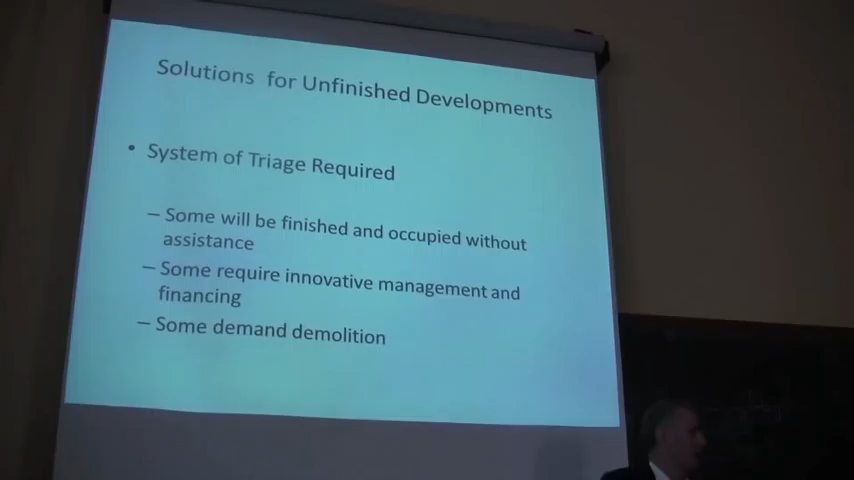 Solutions for Unfinished Developments
• System of Triage Required
– Some will be finished and occupied without
assistance
– Some require innovative management and
financing
– Some demand demolition